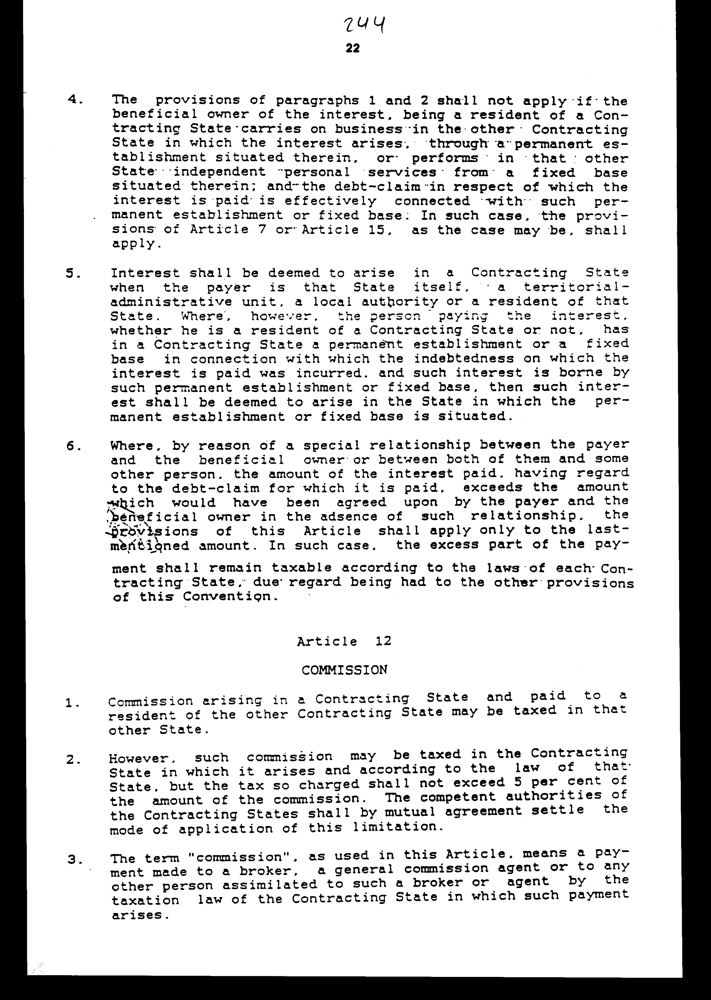 244
22
4. The provisions of paragraphs 1 and 2 shall not apply if the
beneficial owner of the interest, being a resident of a Con-
tracting State carries on business in the other Contracting
State in which the interest arises, through a permanent es-
tablishment situated therein, or performs in that other
State independent personal services from a fixed base
situated therein; and the debt-claim in respect of which the
interest is paid is effectively connected with such per-
manent establishment or fixed base. In such case, the provi-
sions of Article 7 or Article 15, as the case may be, shall
apply.
5. Interest shall be deemed to arise in a Contracting State
when the payer is that State itself, a territorial-
administrative unit, a local authority or a resident of that
State. Where, however, the person paying the interest,
whether he is a resident of a Contracting State or not, has
in a Contracting State a permanent establishment or a fixed
base in connection with which the indebtedness on which the
interest is paid was incurred, and such interest is borne by
such permanent establishment or fixed base, then such inter-
est shall be deemed to arise in the State in which the per-
manent establishment or fixed base is situated.
6. Where, by reason of a special relationship between the payer
and the beneficial owner or between both of them and some
other person, the amount of the interest paid, having regard
to the debt-claim for which it is paid, exceeds the amount
which would have been agreed upon by the payer and the
beneficial owner in the adsence of such relationship, the
provisions of this Article shall apply only to the last-
mentioned amount. In such case, the excess part of the pay-
ment shall remain taxable according to the laws of each Con-
tracting State, due regard being had to the other provisions
of this Convention.
Article 12
COMMISSION
1. Commission arising in a Contracting State and paid to a
resident of the other Contracting State may be taxed in that
other State.
2. However, such commission may be taxed in the Contracting
State in which it arises and according to the law of that
State, but the tax so charged shall not exceed 5 per cent of
the amount of the commission. The competent authorities of
the Contracting States shall by mutual agreement settle the
mode of application of this limitation.
3. The term "commission", as used in this Article, means a pay-
ment made to a broker, a general commission agent or to any
other person assimilated to such a broker or agent by the
taxation law of the Contracting State in which such payment
arises.